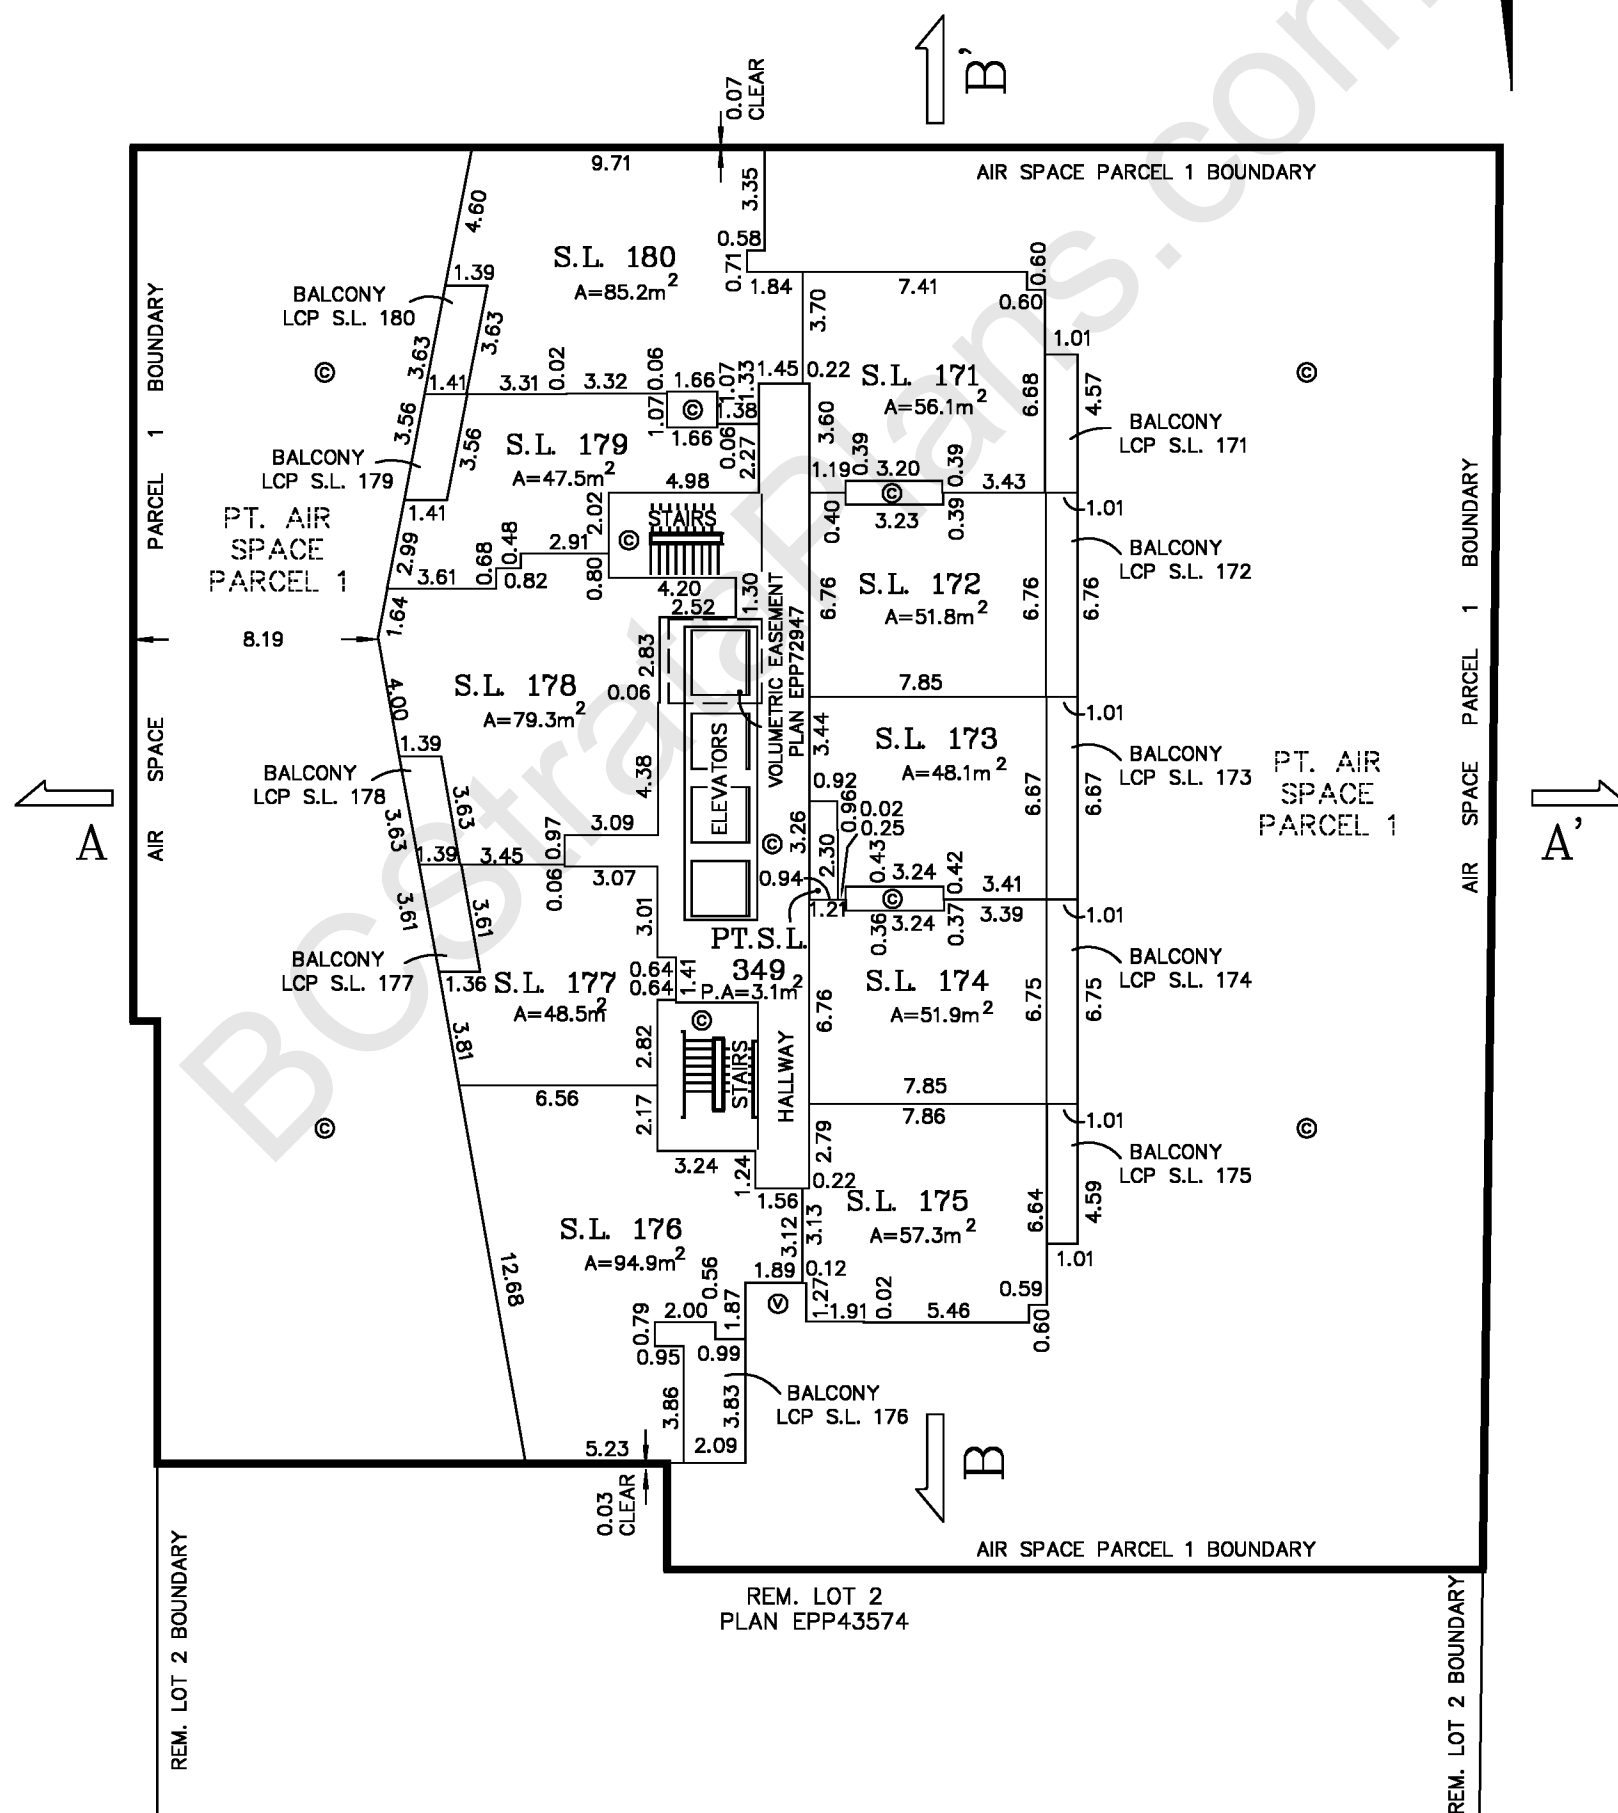 B'
0.07
CLEAR
9.71
AIR SPACE PARCEL 1 BOUNDARY
3.35
4.60
0.58
S.L. 180
A=85.2m²
0.71
1.84
7.41
0.60
0.60
1.39
BALCONY
LCP S.L. 180
3.63
3.63
3.70
1.01
AIR SPACE PARCEL 1 BOUNDARY
©
1.41
3.31
0.02
3.32
0.06
1.66
1.07
1.33
1.45
0.22
S.L. 171
A=56.1m²
6.68
4.57
©
BALCONY
LCP S.L. 171
3.56
3.56
1.07
©
1.38
1.66
0.06
2.27
3.60
S.L. 179
A=47.5m²
BALCONY
LCP S.L. 179
1.41
4.98
1.19
0.39
3.20
0.39
3.43
©
0.40
3.23
0.39
1.01
PT. AIR
SPACE
PARCEL 1
2.99
2.02
©
STAIRS
3.61
0.68
0.48
0.82
2.91
0.80
4.20
2.52
1.30
BALCONY
LCP S.L. 172
S.L. 172
A=51.8m²
6.76
6.76
6.76
VOLUMETRIC EASEMENT
PLAN EPP72947
1.64
8.19
4.00
2.83
0.06
S.L. 178
A=79.3m²
7.85
1.01
3.44
S.L. 173
A=48.1m²
6.67
6.67
BALCONY
LCP S.L. 173
PT. AIR
SPACE
PARCEL 1
AIR SPACE PARCEL 1 BOUNDARY
1.39
BALCONY
LCP S.L. 178
3.63
3.63
4.38
ELEVATORS
0.92
0.96
0.02
0.25
3.26
2.30
©
A
A'
1.39
3.45
0.97
3.09
0.06
3.07
0.94
1.21
0.43
3.24
0.42
3.41
©
0.36
3.24
0.37
3.39
1.01
3.61
3.61
3.01
PT.S.L.
349
P.A=3.1m²
BALCONY
LCP S.L. 177
1.36
S.L. 177
A=48.5m²
0.64
0.64
1.41
S.L. 174
A=51.9m²
6.76
6.75
6.75
BALCONY
LCP S.L. 174
3.81
2.82
©
STAIRS
HALLWAY
6.56
7.85
7.86
1.01
©
2.17
2.79
©
BALCONY
LCP S.L. 175
3.24
1.24
0.22
1.56
S.L. 175
A=57.3m²
6.64
4.59
S.L. 176
A=94.9m²
3.12
3.13
1.01
12.68
0.56
1.89
0.12
1.27
1.91
0.02
5.46
0.59
0.60
Ⓥ
0.79
2.00
1.87
0.95
0.99
3.86
3.83
BALCONY
LCP S.L. 176
2.09
5.23
0.03
CLEAR
B
AIR SPACE PARCEL 1 BOUNDARY
REM. LOT 2
PLAN EPP43574
REM. LOT 2 BOUNDARY
REM. LOT 2 BOUNDARY
BCStrataPlans.com